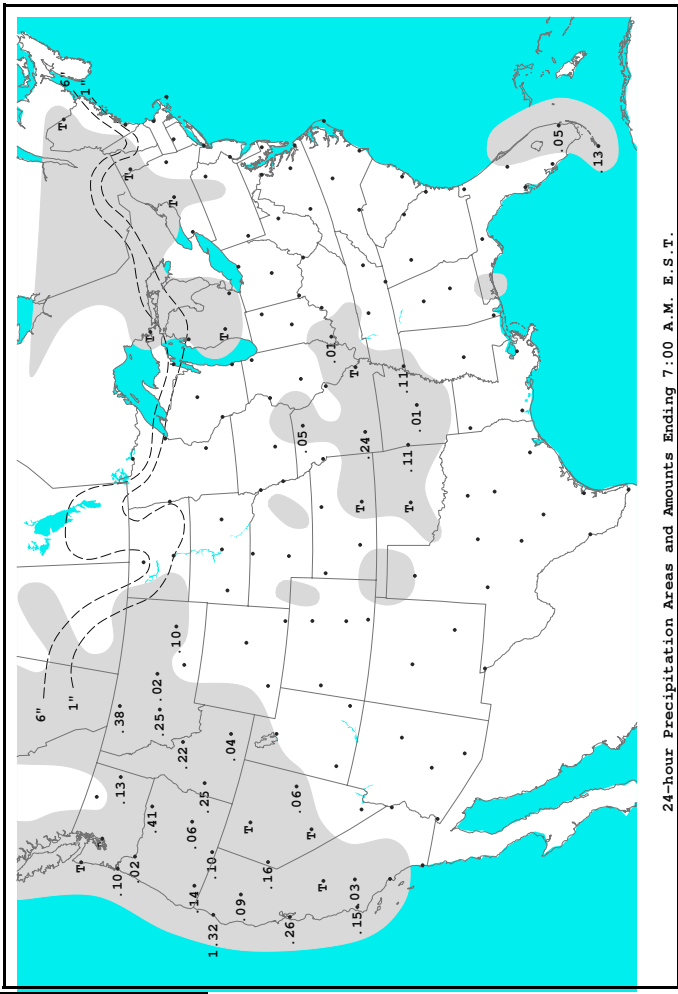 6"
T
6"
1"
T
1"
.10
.38
.13
T
.02
T
.41
.02
.25
T
.10
.22
.06
.14
.25
.10
1.32
T
.04
.09
T
.16
.26
.06
.05
T
T
.01
T
.03
.15
T
.24
.11
.11
T
.01
.05
.13
24-hour Precipitation Areas and Amounts Ending 7:00 A.M. E.S.T.